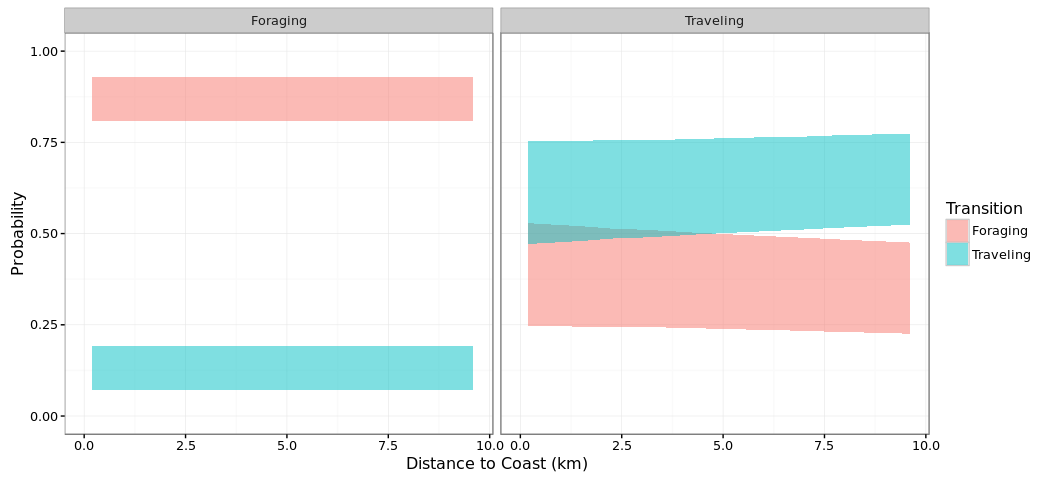 Foraging
Traveling
Probability
1.00
0.75
0.50
0.25
0.00
0.0 2.5 5.0 7.5 10.0
0.0 2.5 5.0 7.5 10.0
Distance to Coast (km)
Transition
Foraging
Traveling